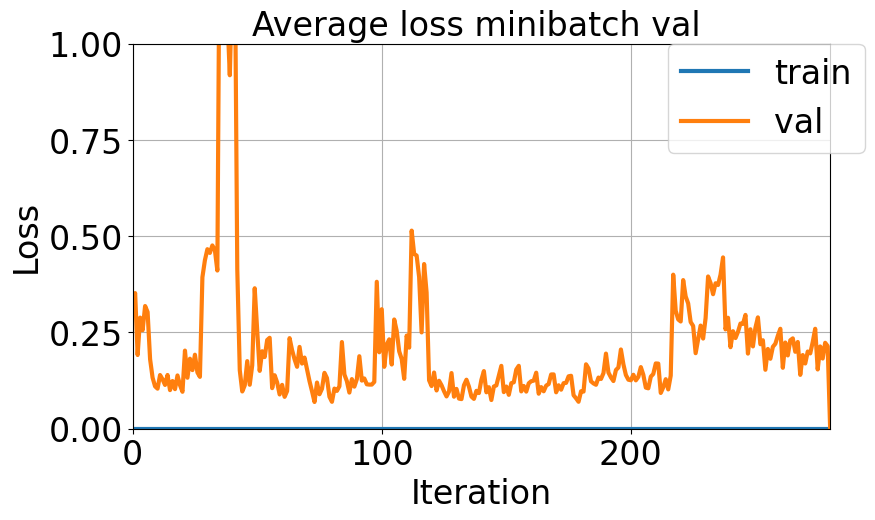 Average loss minibatch val
1.00
0.75
0.50
0.25
0.00
Loss
0 100 200
Iteration
train
val